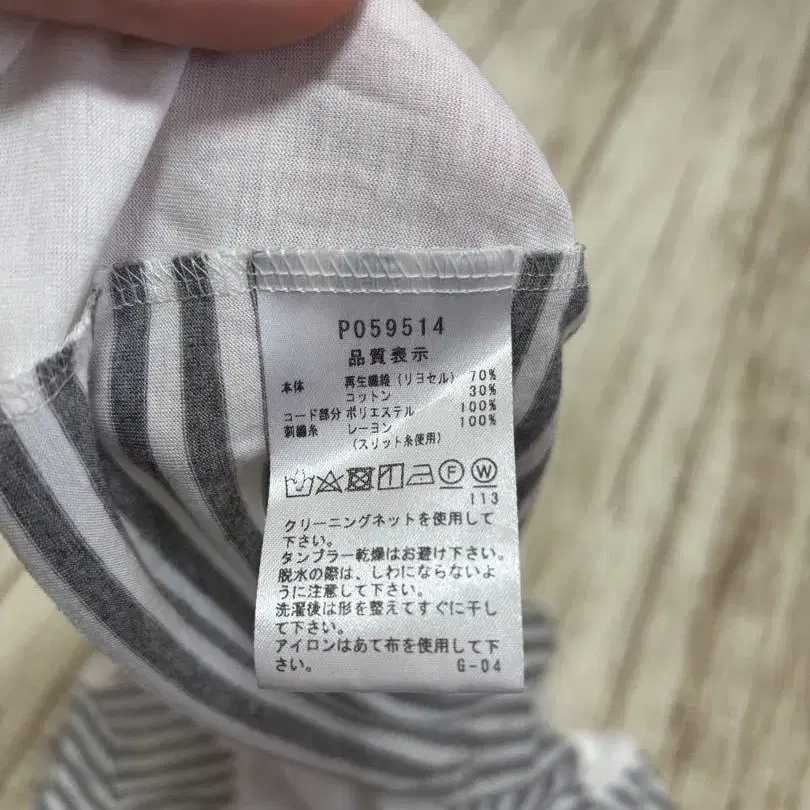 P059514
品質表示
本体 再生繊維(リヨセル) 70%
コットン 30%
コード部分 ポリエステル 100%
刺繍糸 レーヨン 100%
(スリット糸使用)
F W
113
クリーニングネットを使用して
下さい。
タンブラー乾燥はお避け下さい。
脱水の際は、しわにならないよ
うに注意して下さい。
洗濯後は形を整えてすぐに干し
て下さい。
アイロンはあて布を使用して下
さい。 G-04